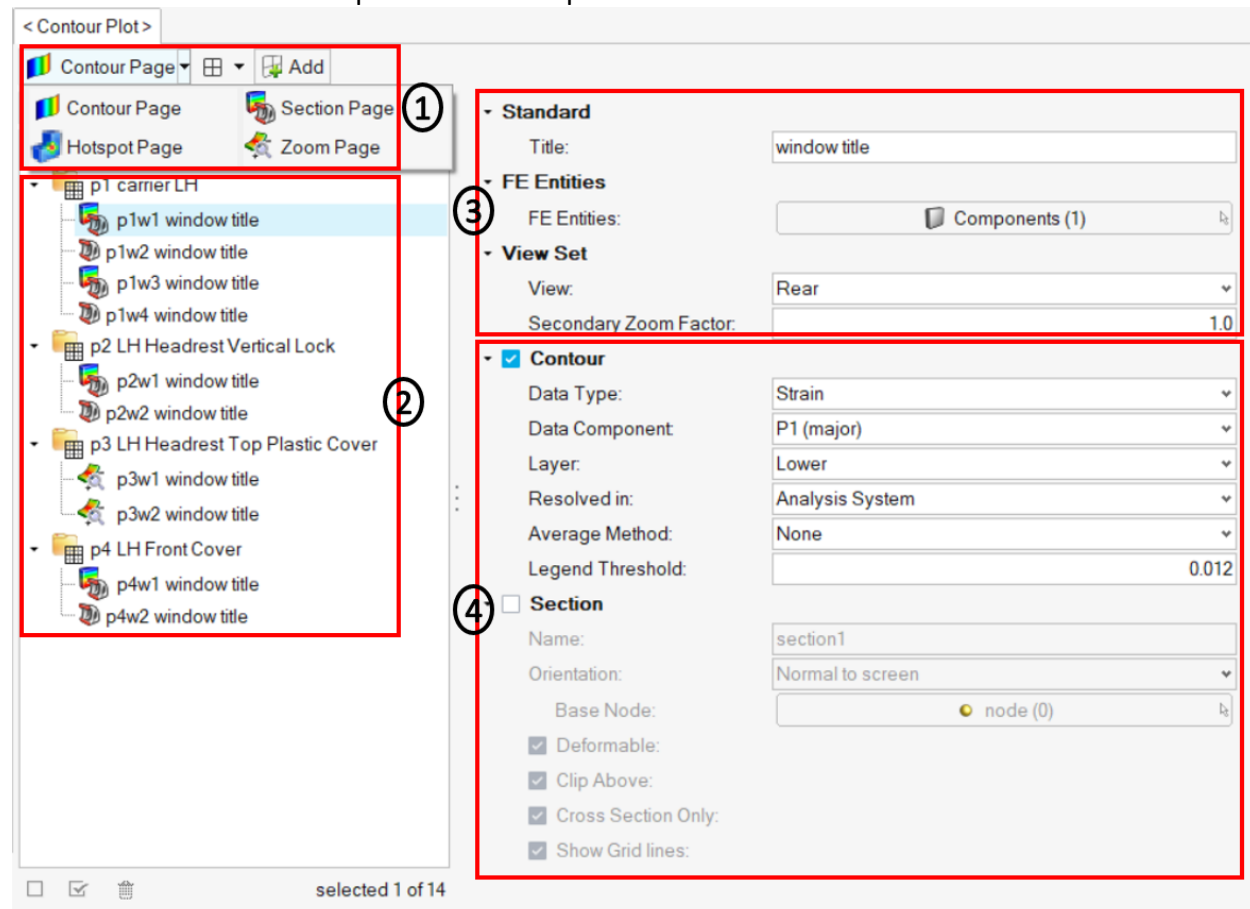 < Contour Plot >
Contour Page Add
Contour Page Section Page
Hotspot Page Zoom Page
1
p1 carrier LH
p1w1 window title
p1w2 window title
p1w3 window title
p1w4 window title
p2 LH Headrest Vertical Lock
p2w1 window title
p2w2 window title
2
p3 LH Headrest Top Plastic Cover
p3w1 window title
p3w2 window title
p4 LH Front Cover
p4w1 window title
p4w2 window title
selected 1 of 14
Standard
Title: window title
FE Entities
3
FE Entities: Components (1)
View Set
View: Rear
Secondary Zoom Factor: 1.0
Contour
Data Type: Strain
Data Component: P1 (major)
Layer: Lower
Resolved in: Analysis System
Average Method: None
Legend Threshold: 0.012
4
Section
Name: section1
Orientation: Normal to screen
Base Node: node (0)
Deformable:
Clip Above:
Cross Section Only:
Show Grid lines: